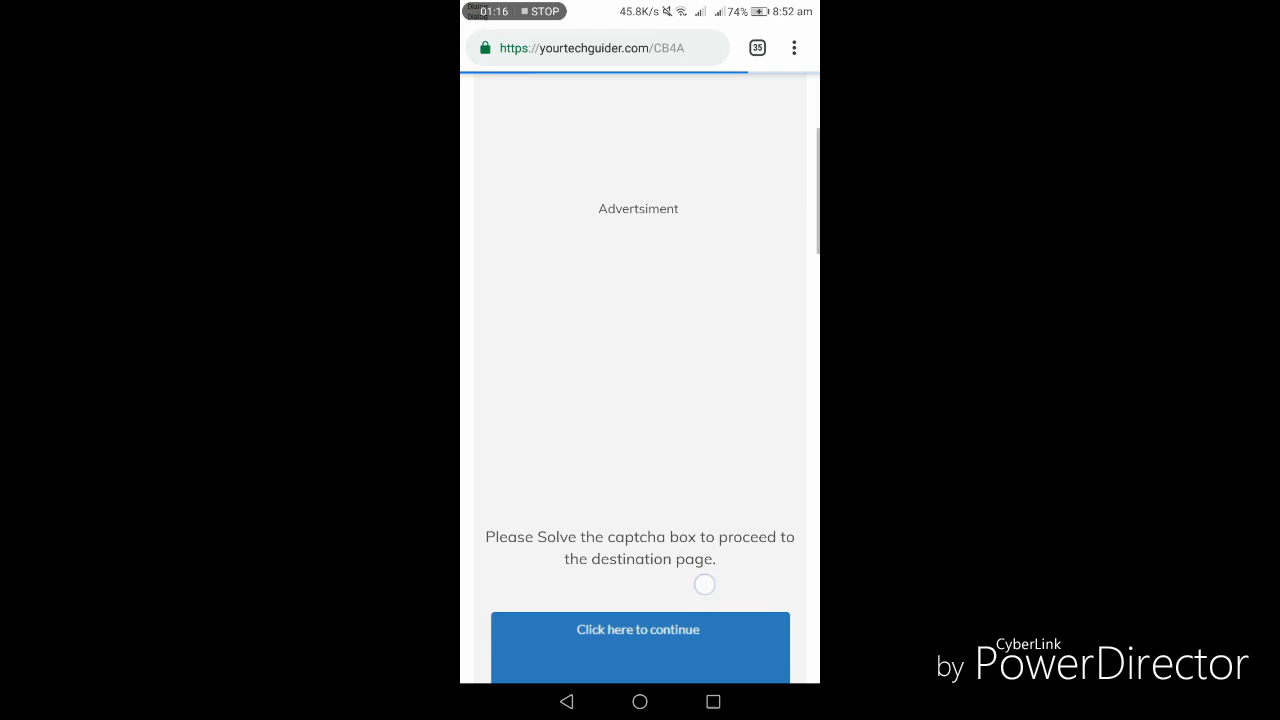 01:16 STOP 45.8K/s 74% 8:52 am
https://yourtechguider.com/CB4A 35
Advertsiment
Please Solve the captcha box to proceed to
the destination page.
Click here to continue
CyberLink
by PowerDirector